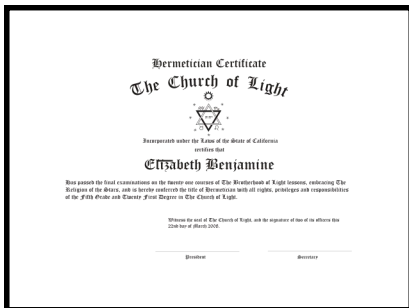 Hermetician Certificate
The Church of Light
Incorporated under the Laws of the State of California
certifies that
Elizabeth Benjamine
Has passed the final examinations on the twenty one courses of The Brotherhood of Light lessons, embracing The
Religion of the Stars, and is hereby conferred the title of Hermetician with all rights, privileges and responsibilities
of the Fifth Grade and Twenty First Degree in The Church of Light.
Witness the seal of The Church of Light, and the signature of two of its officers this
22nd day of March 2008.
President Secretary